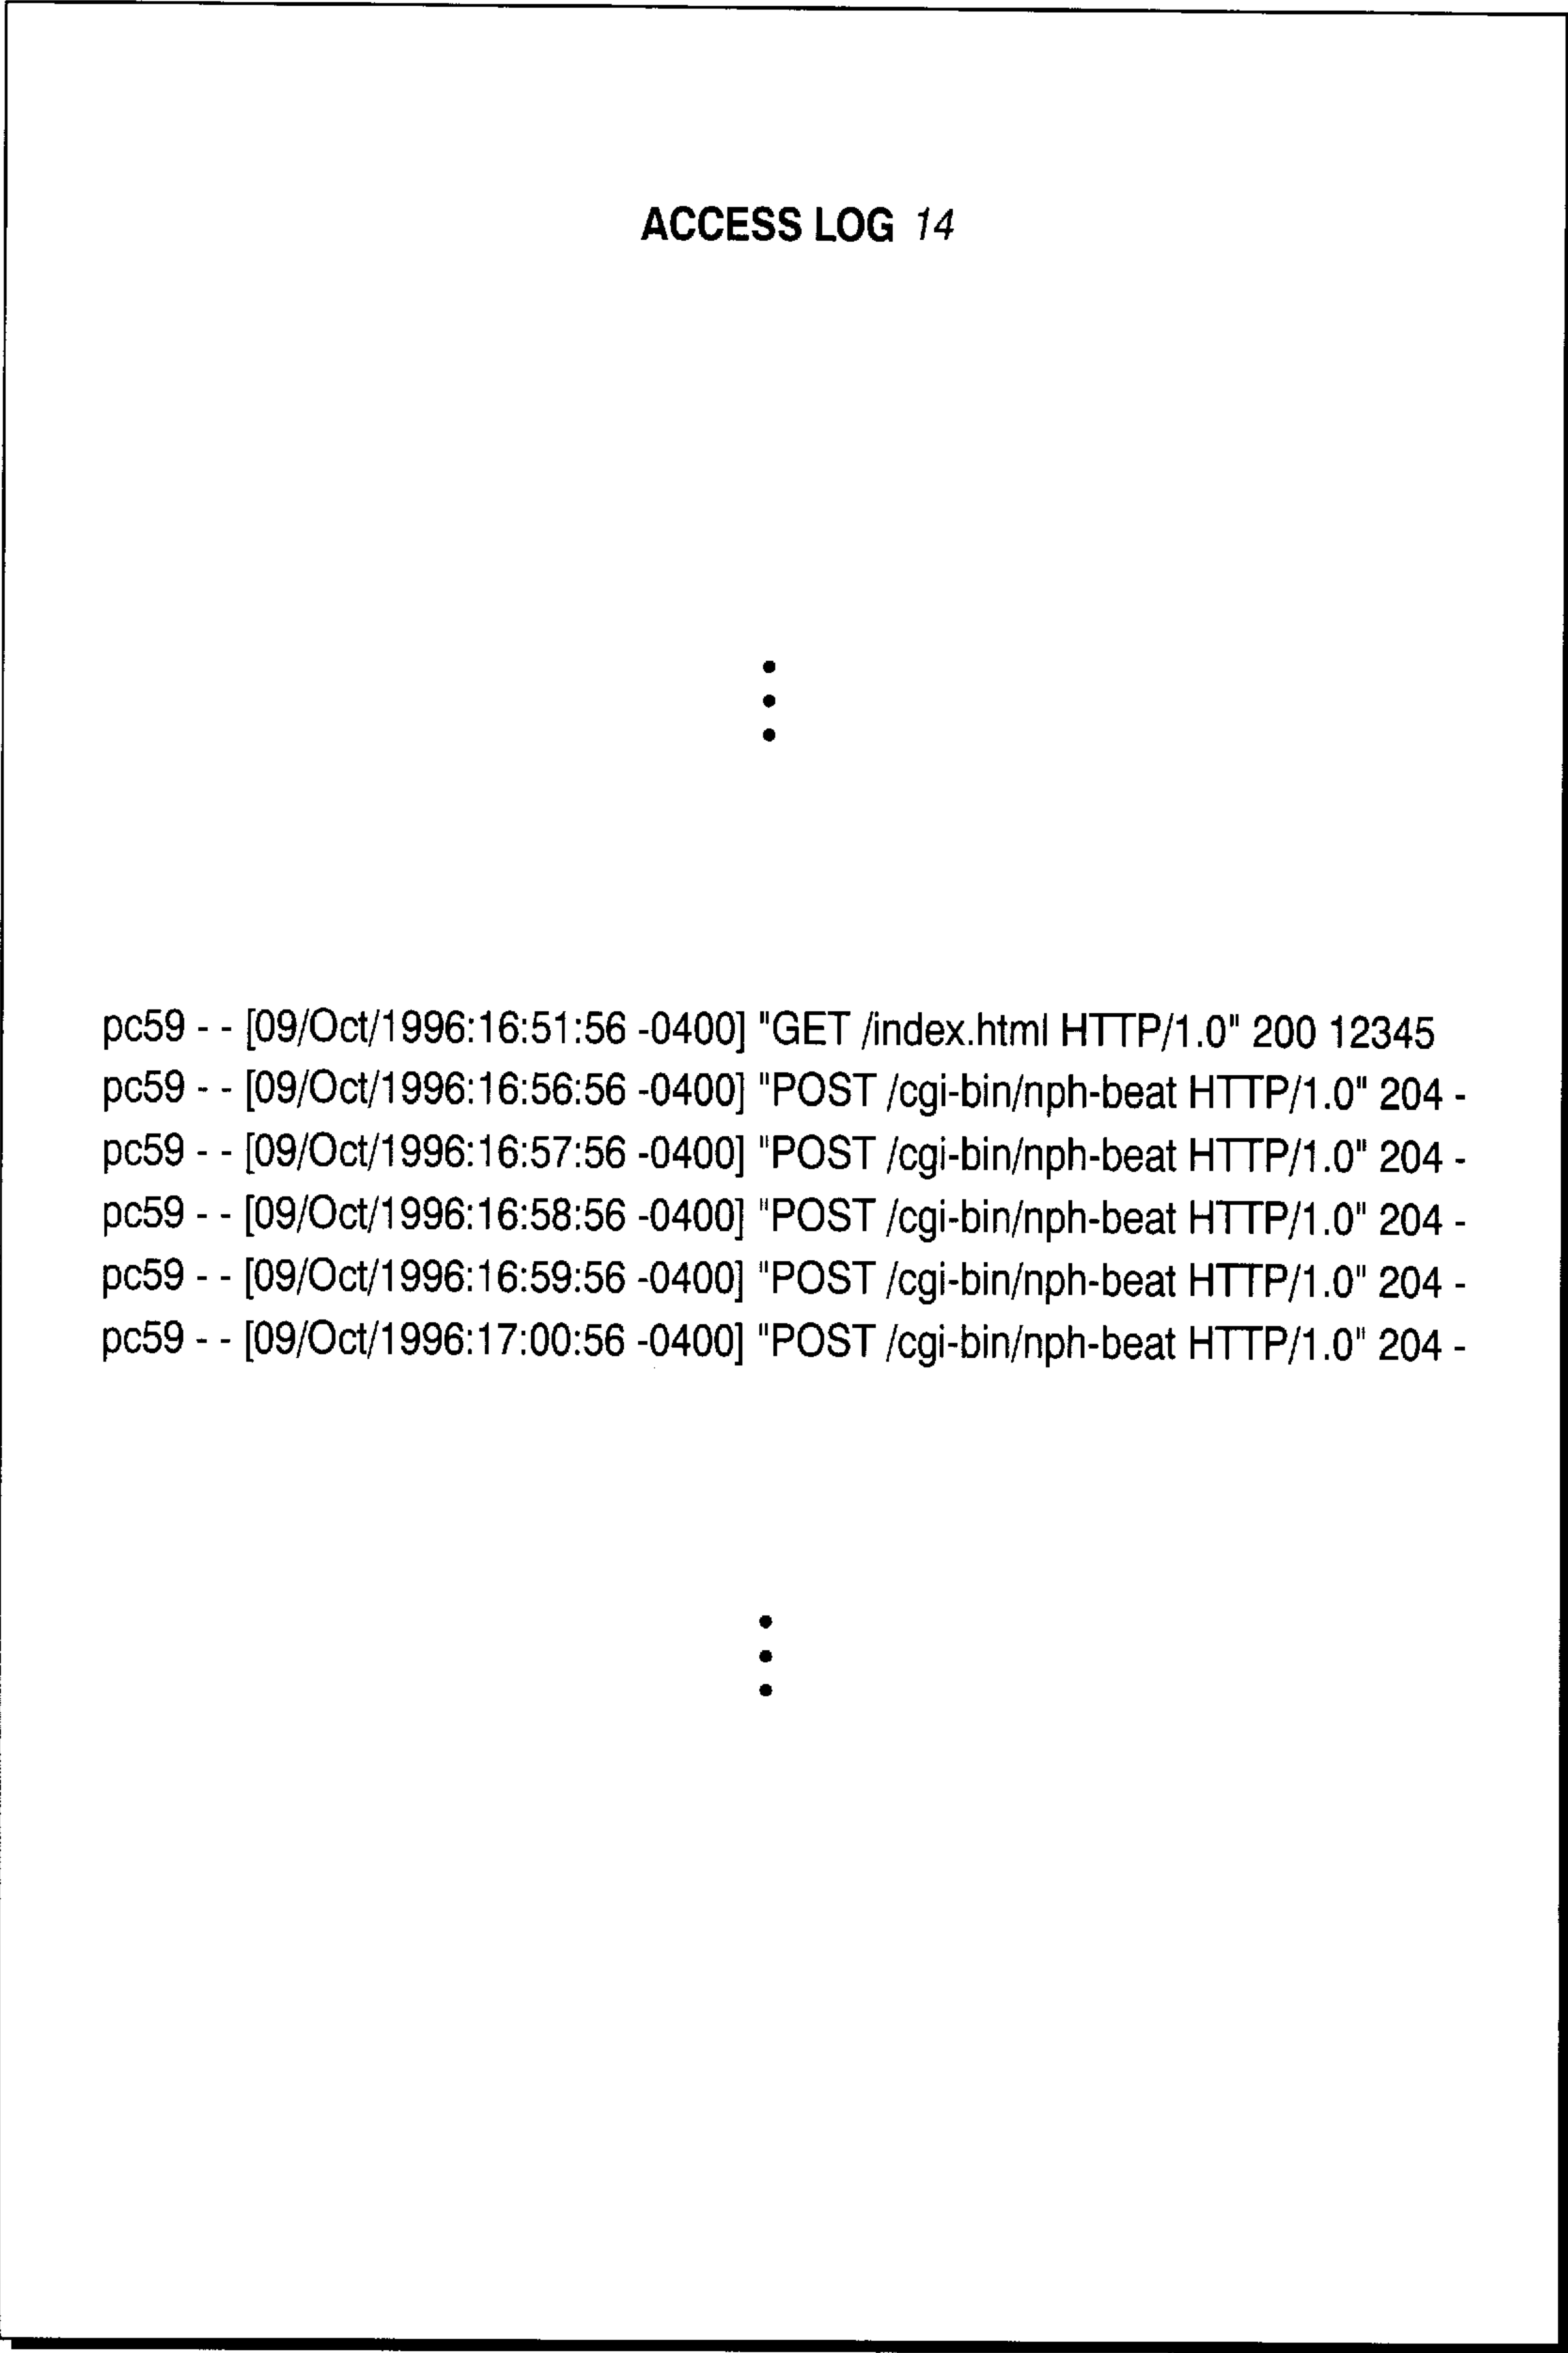 ACCESS LOG 14
pc59 - - [09/Oct/1996:16:51:56 -0400] "GET /index.html HTTP/1.0" 200 12345
pc59 - - [09/Oct/1996:16:56:56 -0400] "POST /cgi-bin/nph-beat HTTP/1.0" 204 -
pc59 - - [09/Oct/1996:16:57:56 -0400] "POST /cgi-bin/nph-beat HTTP/1.0" 204 -
pc59 - - [09/Oct/1996:16:58:56 -0400] "POST /cgi-bin/nph-beat HTTP/1.0" 204 -
pc59 - - [09/Oct/1996:16:59:56 -0400] "POST /cgi-bin/nph-beat HTTP/1.0" 204 -
pc59 - - [09/Oct/1996:17:00:56 -0400] "POST /cgi-bin/nph-beat HTTP/1.0" 204 -